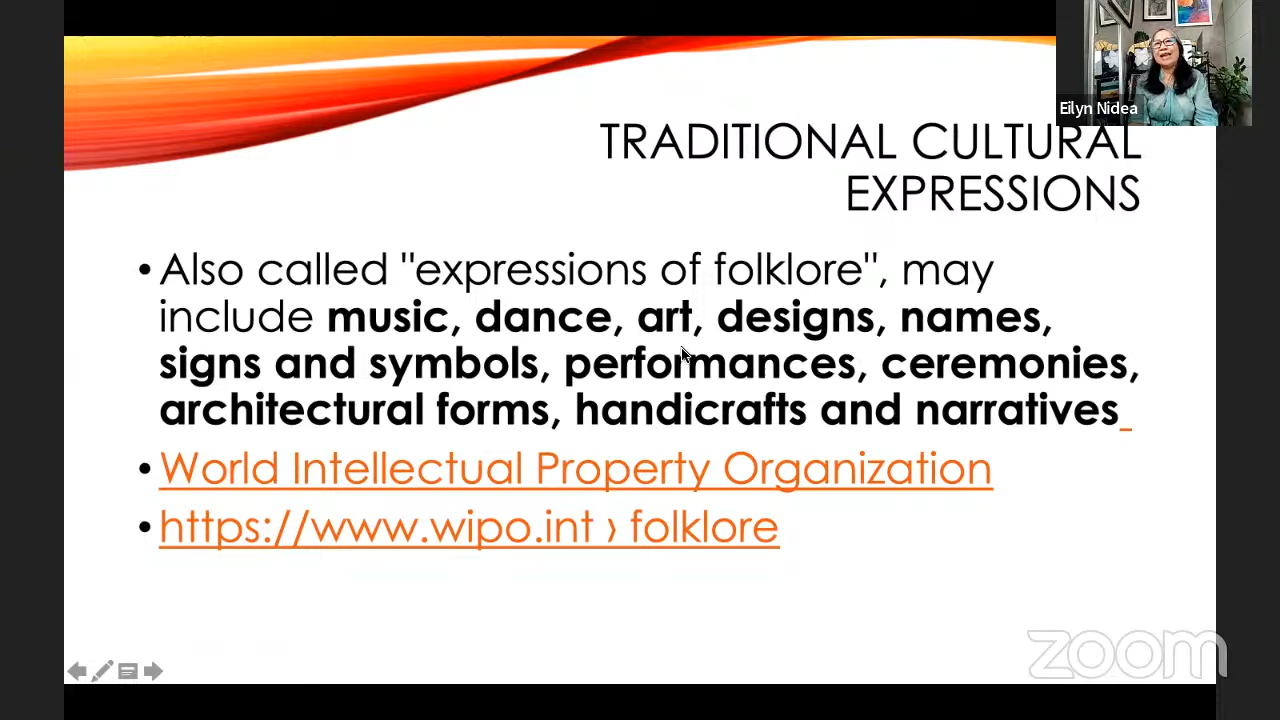 Eilyn Nidea
TRADITIONAL CULTURAL
EXPRESSIONS
• Also called "expressions of folklore", may
include music, dance, art, designs, names,
signs and symbols, performances, ceremonies,
architectural forms, handicrafts and narratives
• World Intellectual Property Organization
• https://www.wipo.int › folklore
zoom